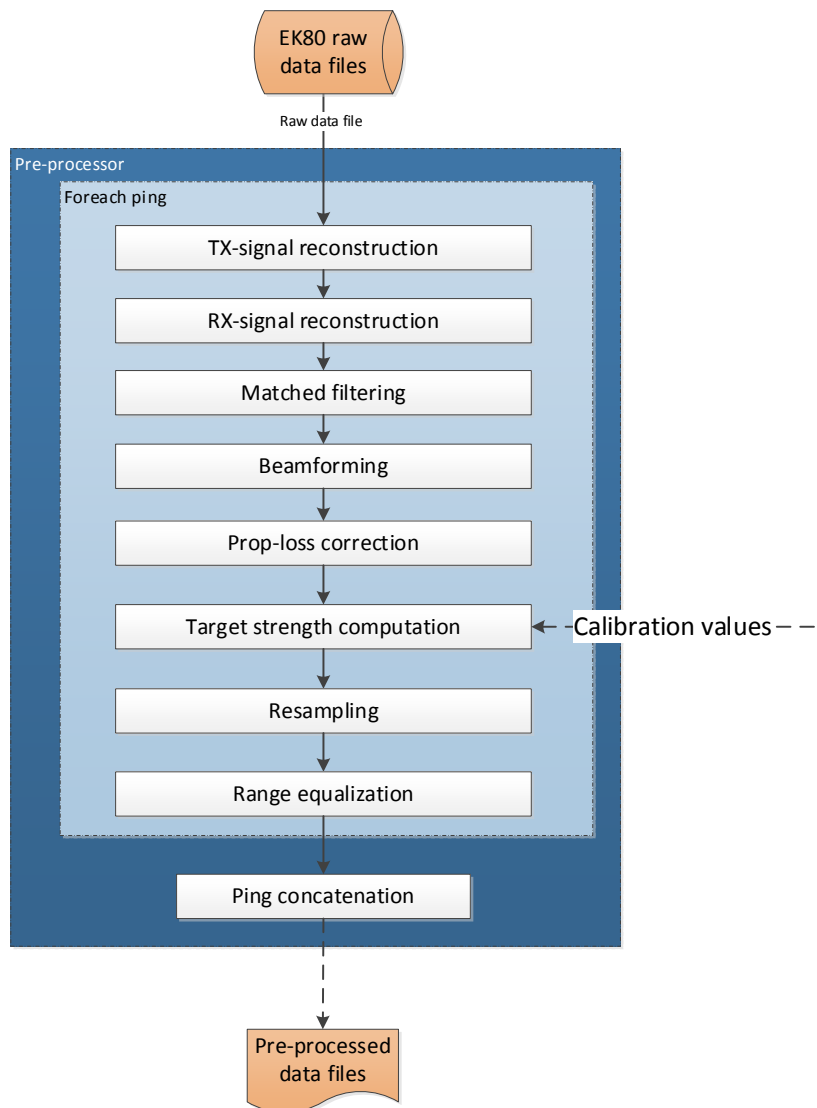 EK80 raw
data files
Raw data file
Pre-processor
Foreach ping
TX-signal reconstruction
RX-signal reconstruction
Matched filtering
Beamforming
Prop-loss correction
Target strength computation
Calibration values
Resampling
Range equalization
Ping concatenation
Pre-processed
data files